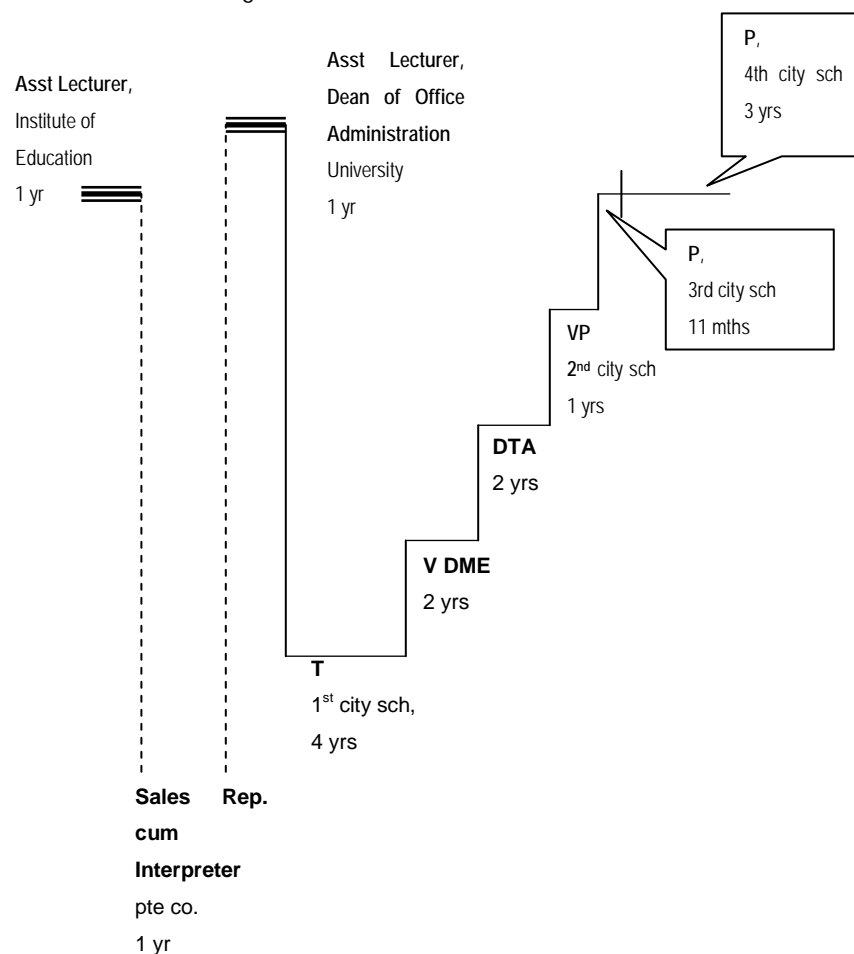 Asst Lecturer,
Institute of
Education
1 yr
Asst Lecturer,
Dean of Office
Administration
University
1 yr
P,
4th city sch
3 yrs
P,
3rd city sch
11 mths
VP
2nd city sch
1 yrs
DTA
2 yrs
V DME
2 yrs
T
1st city sch,
4 yrs
Sales Rep.
cum
Interpreter
pte co.
1 yr